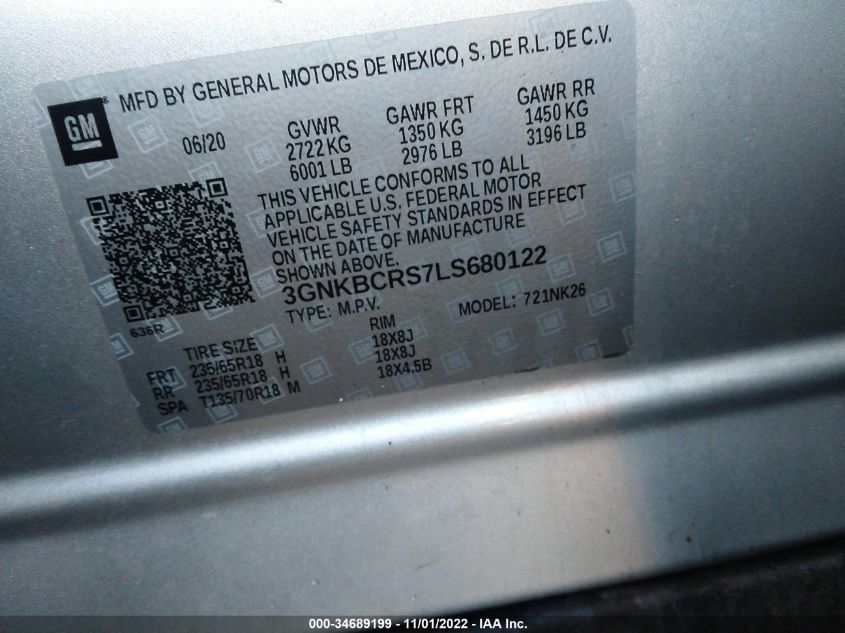 GM ® MFD BY GENERAL MOTORS DE MEXICO, S. DE R.L. DE C.V.
06/20 GVWR GAWR FRT GAWR RR
2722 KG 1350 KG 1450 KG
6001 LB 2976 LB 3196 LB
THIS VEHICLE CONFORMS TO ALL
APPLICABLE U.S. FEDERAL MOTOR
VEHICLE SAFETY STANDARDS IN EFFECT
ON THE DATE OF MANUFACTURE
SHOWN ABOVE.
3GNKBCRS7LS680122
TYPE: M.P.V. MODEL: 721NK26
636R
TIRE SIZE RIM
FRT 235/65R18 H 18X8J
RR 235/65R18 H 18X8J
SPA T135/70R18 M 18X4.5B
000-34689199 - 11/01/2022 - IAA Inc.